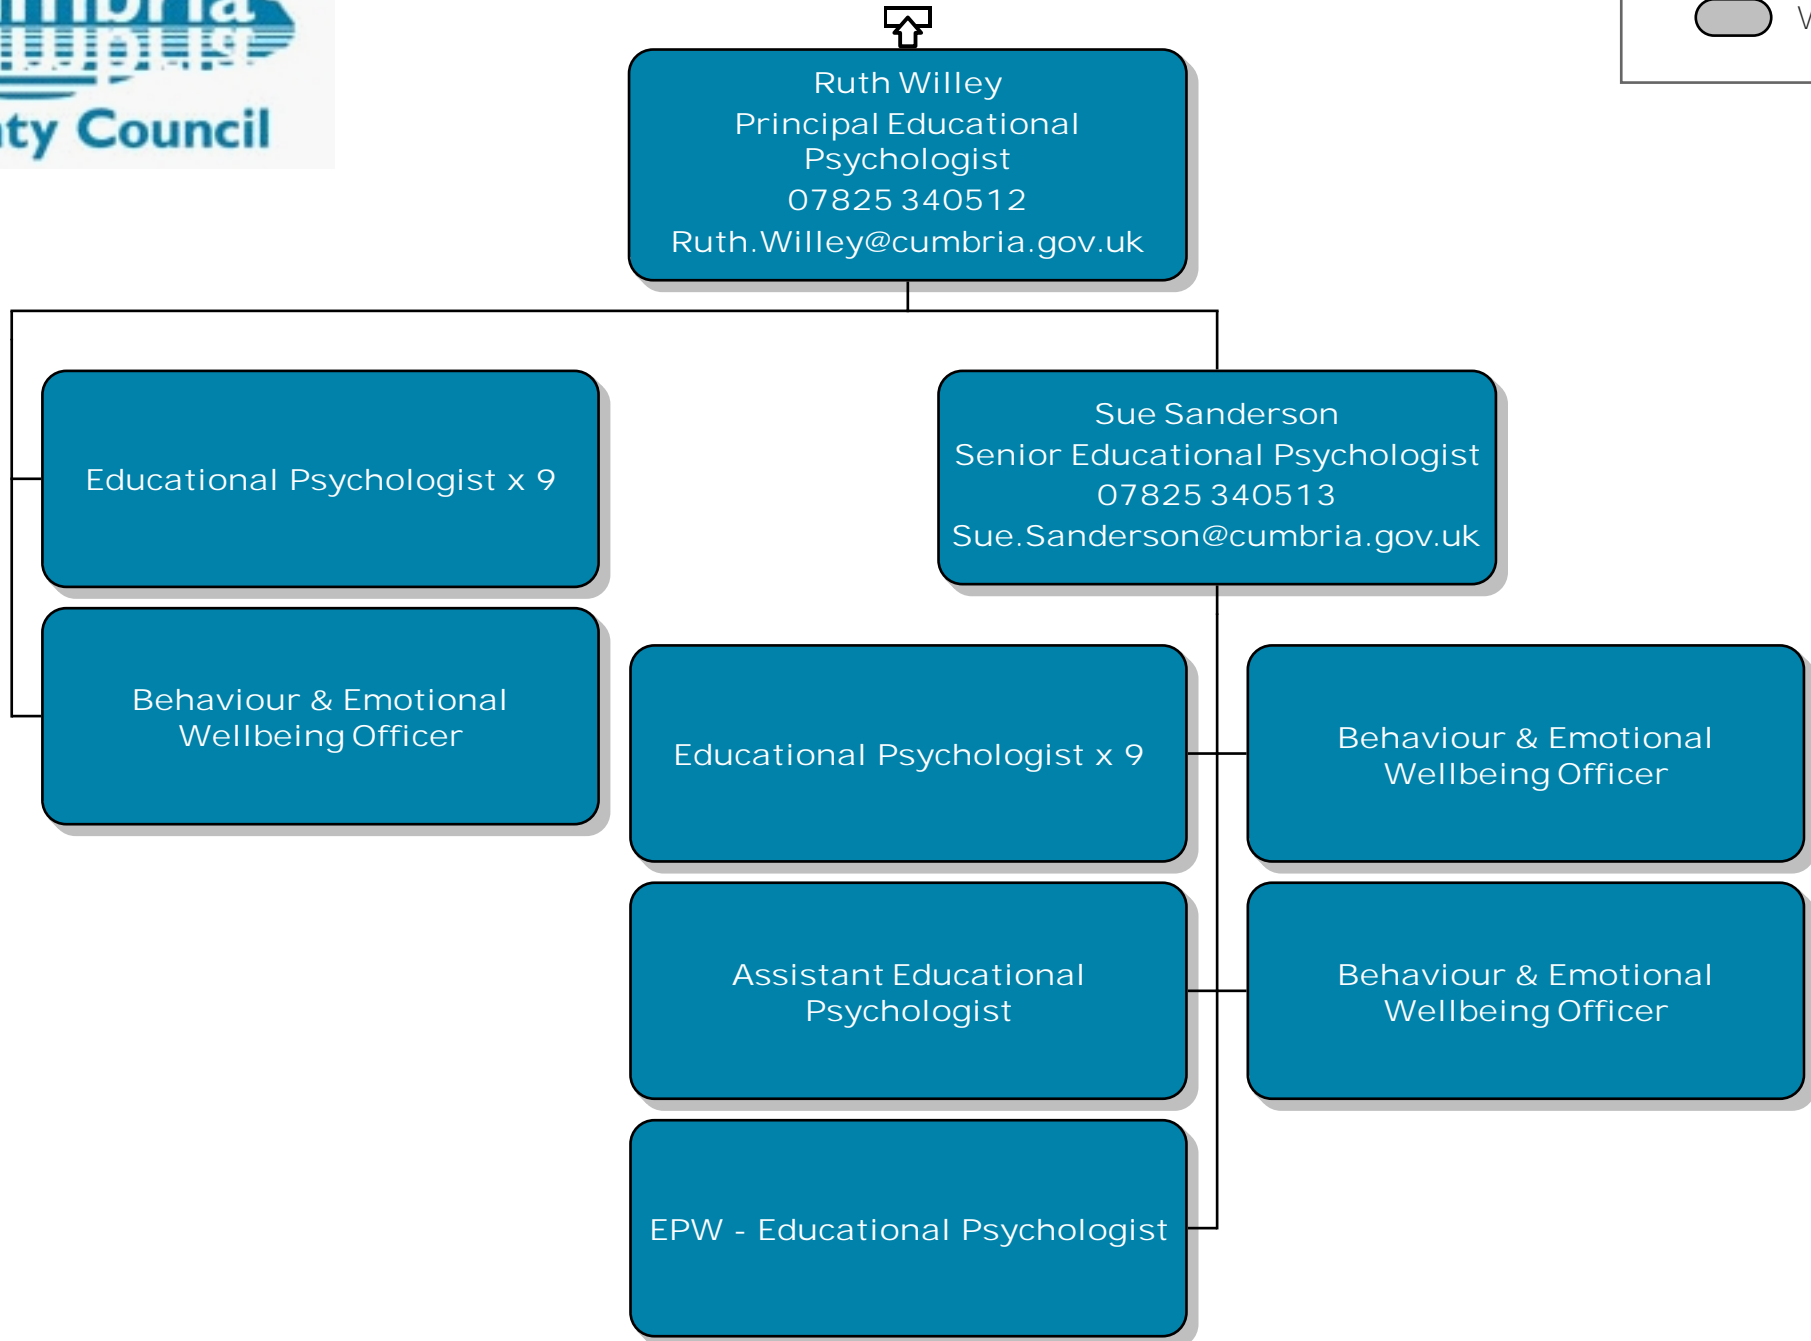 Council
Ruth Willey
Principal Educational
Psychologist
07825 340512
Ruth.Willey@cumbria.gov.uk
Educational Psychologist x 9
Sue Sanderson
Senior Educational Psychologist
07825 340513
Sue.Sanderson@cumbria.gov.uk
Behaviour & Emotional
Wellbeing Officer
Educational Psychologist x 9
Behaviour & Emotional
Wellbeing Officer
Assistant Educational
Psychologist
Behaviour & Emotional
Wellbeing Officer
EPW - Educational Psychologist